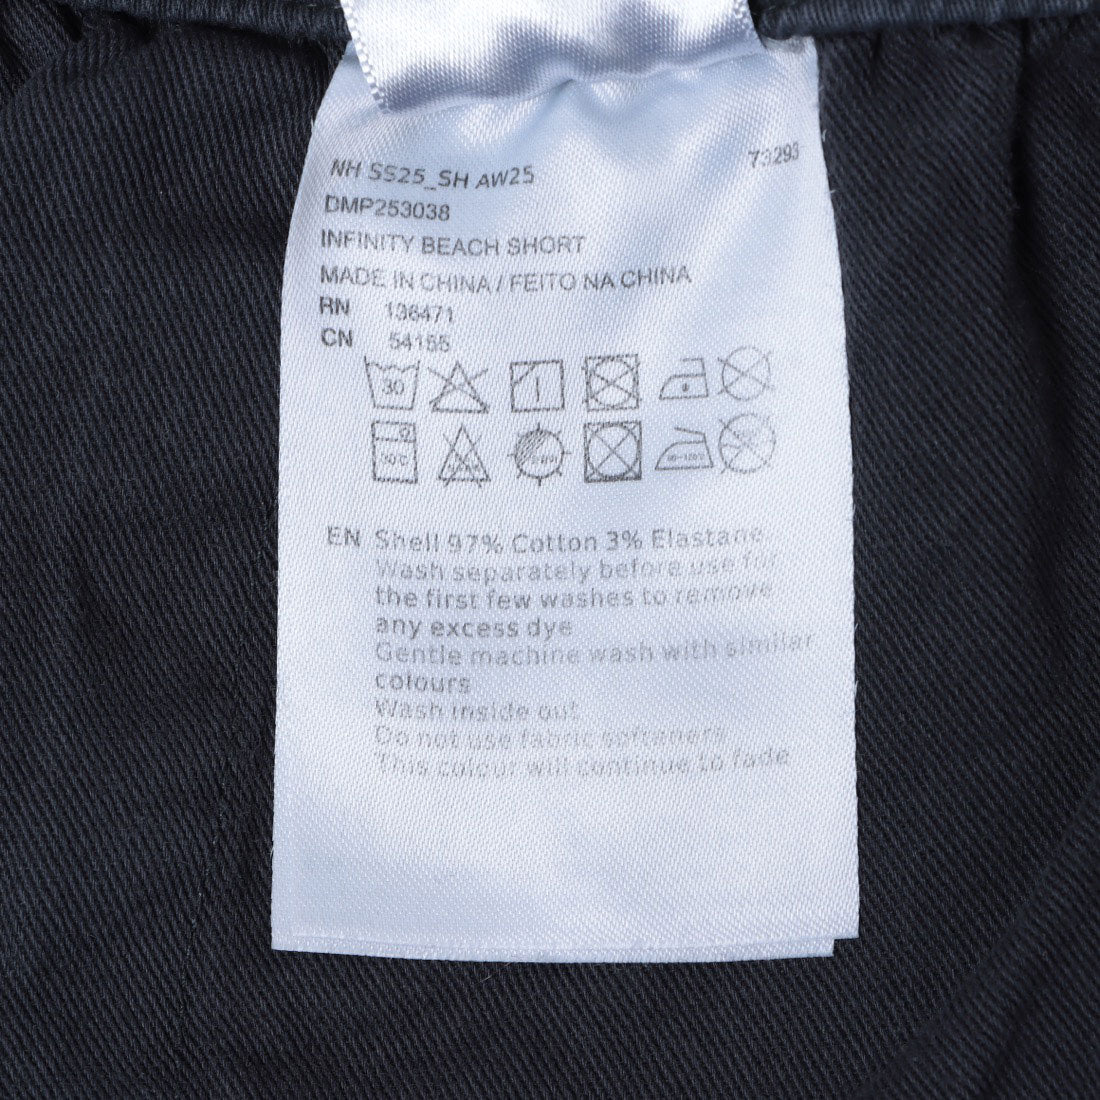 NH SS25_SH AW25 73293
DMP253038
INFINITY BEACH SHORT
MADE IN CHINA / FEITO NA CHINA
RN 136471
CN 54155
30
EN Shell 97% Cotton 3% Elastane
Wash separately before use for
the first few washes to remove
any excess dye
Gentle machine wash with similar
colours
Wash inside out
Do not use fabric softeners
This colour will continue to fade